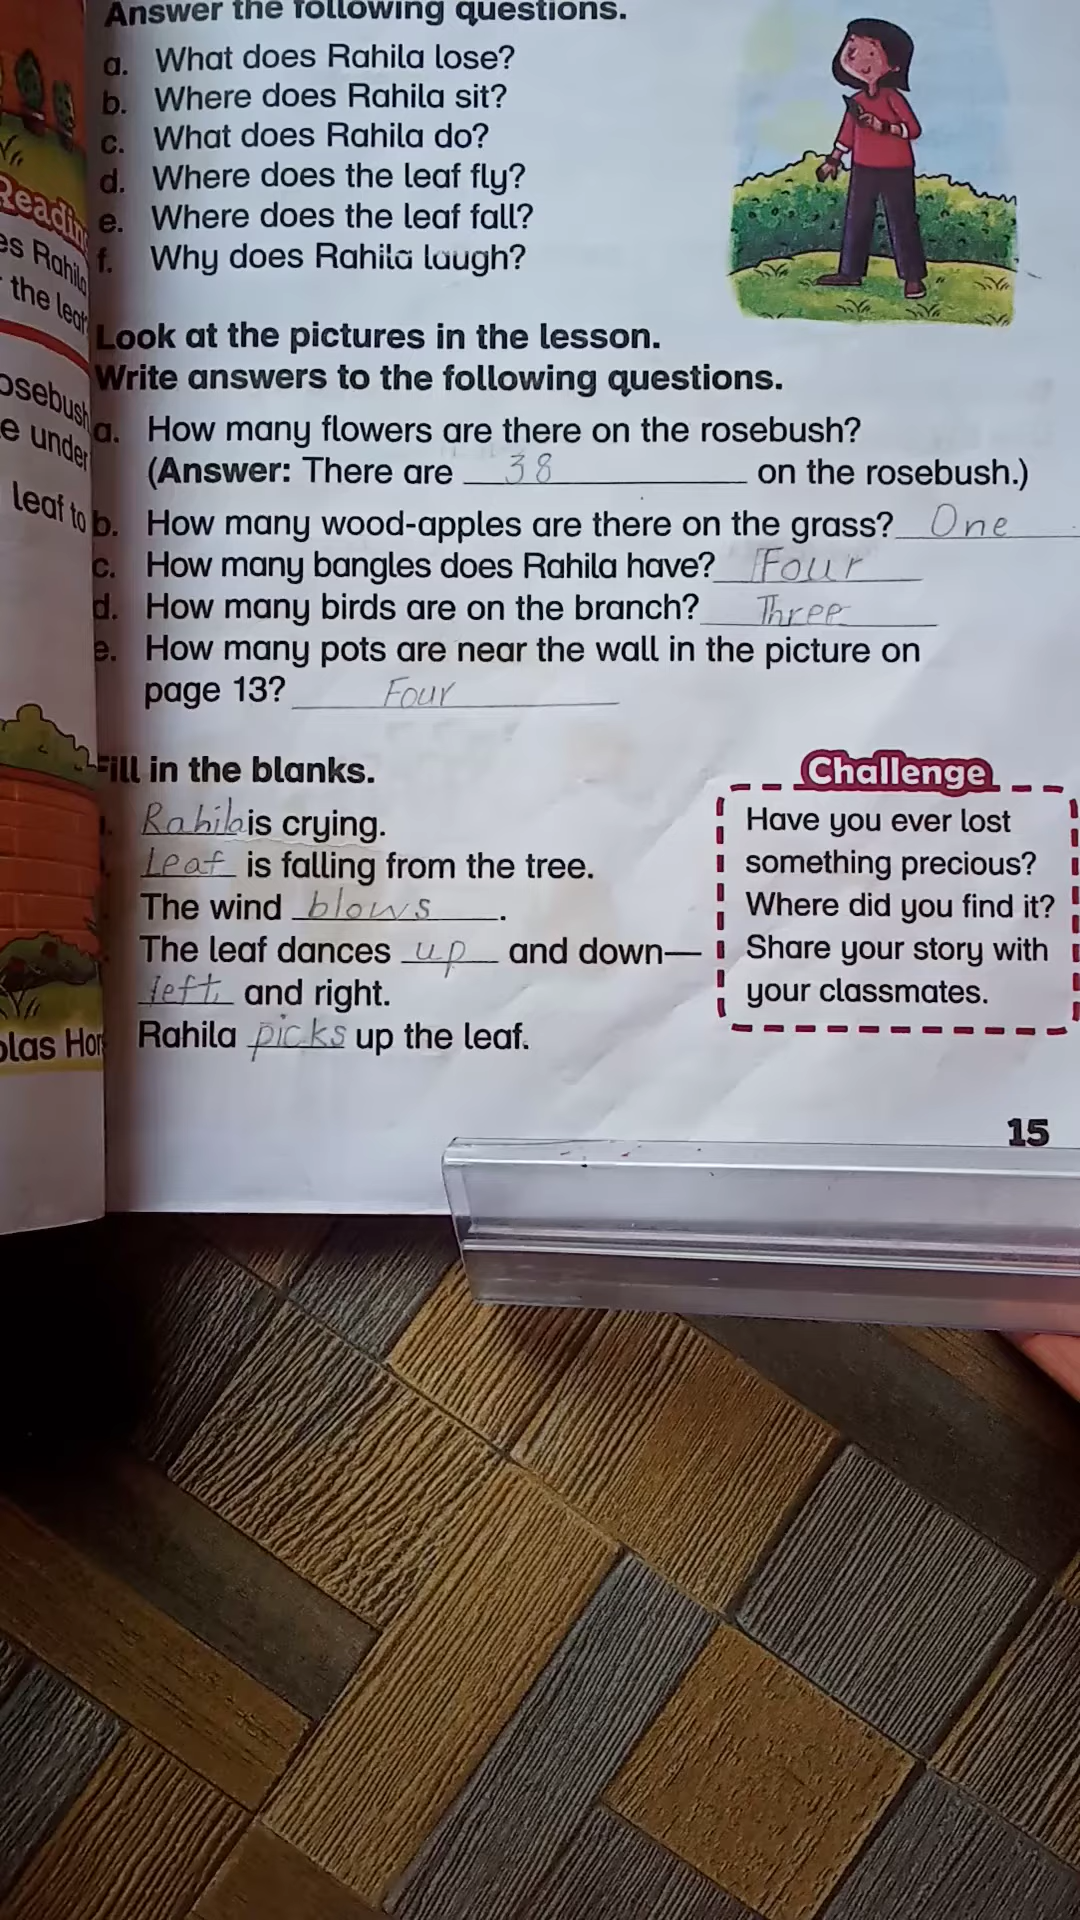 Answer the following questions.
a. What does Rahila lose?
b. Where does Rahila sit?
c. What does Rahila do?
d. Where does the leaf fly?
e. Where does the leaf fall?
f. Why does Rahila laugh?
Look at the pictures in the lesson.
Write answers to the following questions.
a. How many flowers are there on the rosebush?
(Answer: There are 38 on the rosebush.)
b. How many wood-apples are there on the grass? One
c. How many bangles does Rahila have? Four
d. How many birds are on the branch? Three
e. How many pots are near the wall in the picture on
page 13? Four
Fill in the blanks.
Rahila is crying.
Leaf is falling from the tree.
The wind blows.
The leaf dances up and down—
left and right.
Rahila picks up the leaf.
Challenge
Have you ever lost
something precious?
Where did you find it?
Share your story with
your classmates.
15
the leaf
under
leaf to